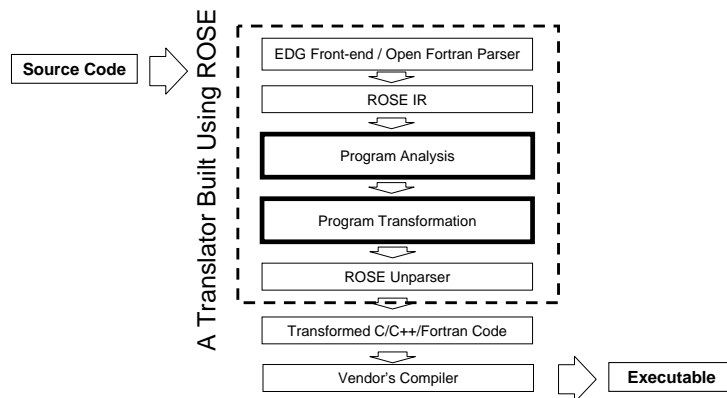 A Translator Built Using ROSE
Source Code
EDG Front-end / Open Fortran Parser
ROSE IR
Program Analysis
Program Transformation
ROSE Unparser
Transformed C/C++/Fortran Code
Vendor's Compiler
Executable